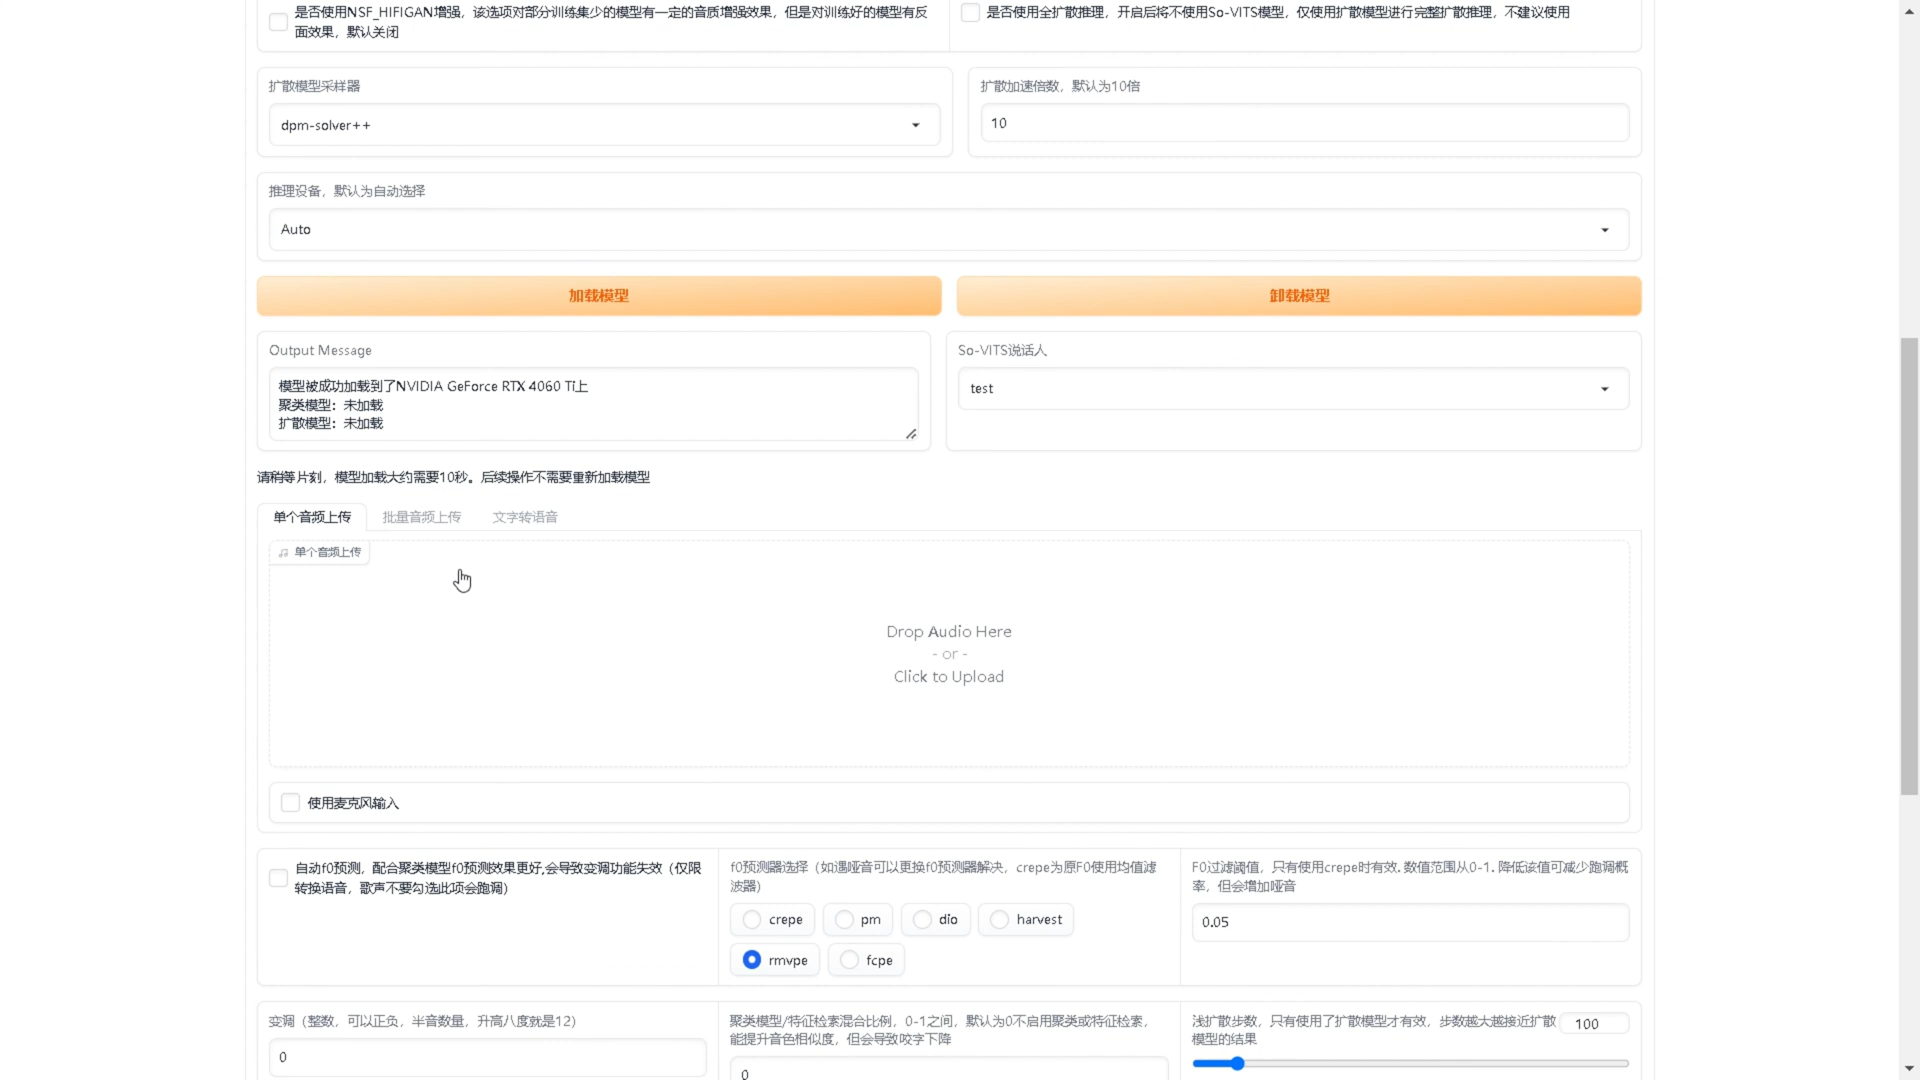 是否使用NSF_HIFIGAN增强，该选项对部分训练集少的模型有一定的音质增强效果，但是对训练好的模型有反
面效果，默认关闭
是否使用全扩散推理，开启后将不使用So-VITS模型，仅使用扩散模型进行完整扩散推理，不建议使用
扩散模型采样器
dpm-solver++
扩散加速倍数，默认为10倍
10
推理设备，默认为自动选择
Auto
加载模型
卸载模型
Output Message
模型被成功加载到了NVIDIA GeForce RTX 4060 Ti上
聚类模型：未加载
扩散模型：未加载
So-VITS说话人
test
请稍等片刻，模型加载大约需要10秒。后续操作不需要重新加载模型
单个音频上传
批量音频上传
文字转语音
单个音频上传
Drop Audio Here
- or -
Click to Upload
使用麦克风输入
自动f0预测，配合聚类模型f0预测效果更好,会导致变调功能失效（仅限
转换语音，歌声不要勾选此项会跑调）
f0预测器选择（如遇哑音可以更换f0预测器解决，crepe为原F0使用均值滤
波器）
crepe
pm
dio
harvest
rmvpe
fcpe
F0过滤阈值，只有使用crepe时有效. 数值范围从0-1. 降低该值可减少跑调概
率，但会增加哑音
0.05
变调（整数，可以正负，半音数量，升高八度就是12）
0
聚类模型/特征检索混合比例，0-1之间，默认为0不启用聚类或特征检索，
能提升音色相似度，但会导致咬字下降
0
浅扩散步数，只有使用了扩散模型才有效，步数越大越接近扩散
模型的结果
100